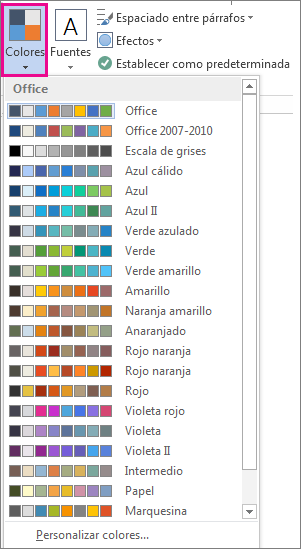 Espaciado entre párrafos
Efectos
Establecer como predeterminada
Colores
A
Fuentes
Office
Office
Office 2007-2010
Escala de grises
Azul cálido
Azul
Azul II
Verde azulado
Verde
Verde amarillo
Amarillo
Naranja amarillo
Anaranjado
Rojo naranja
Rojo naranja
Rojo
Violeta rojo
Violeta
Violeta II
Intermedio
Papel
Marquesina
Personalizar colores...